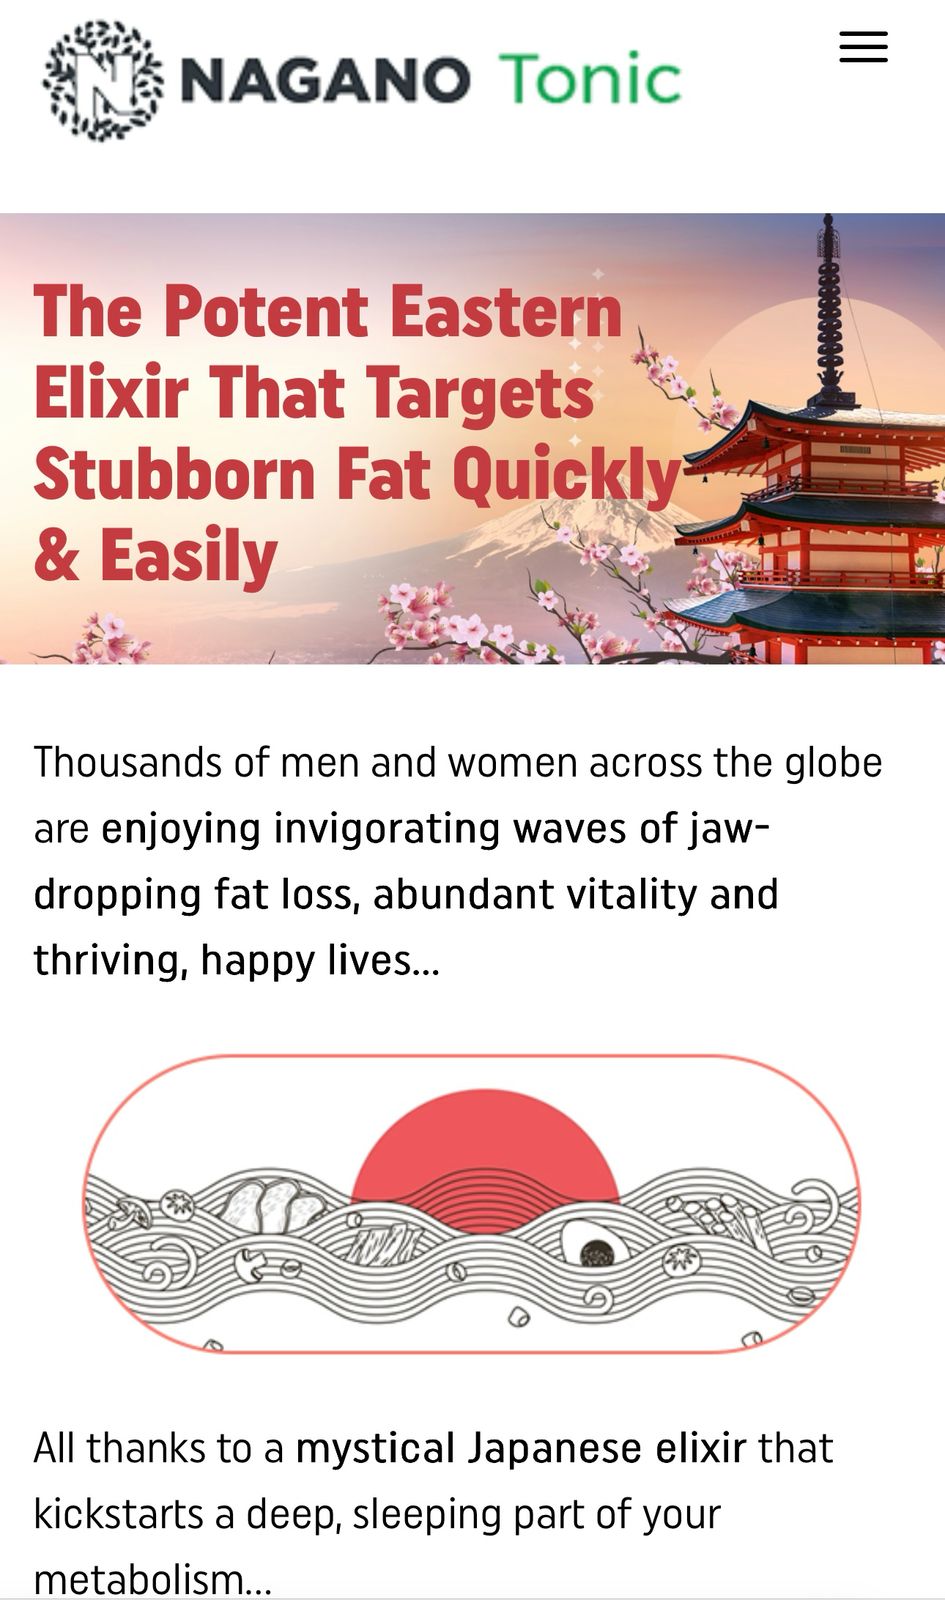 NAGANO Tonic
The Potent Eastern
Elixir That Targets
Stubborn Fat Quickly
& Easily
Thousands of men and women across the globe
are enjoying invigorating waves of jaw-
dropping fat loss, abundant vitality and
thriving, happy lives...
All thanks to a mystical Japanese elixir that
kickstarts a deep, sleeping part of your
metabolism...